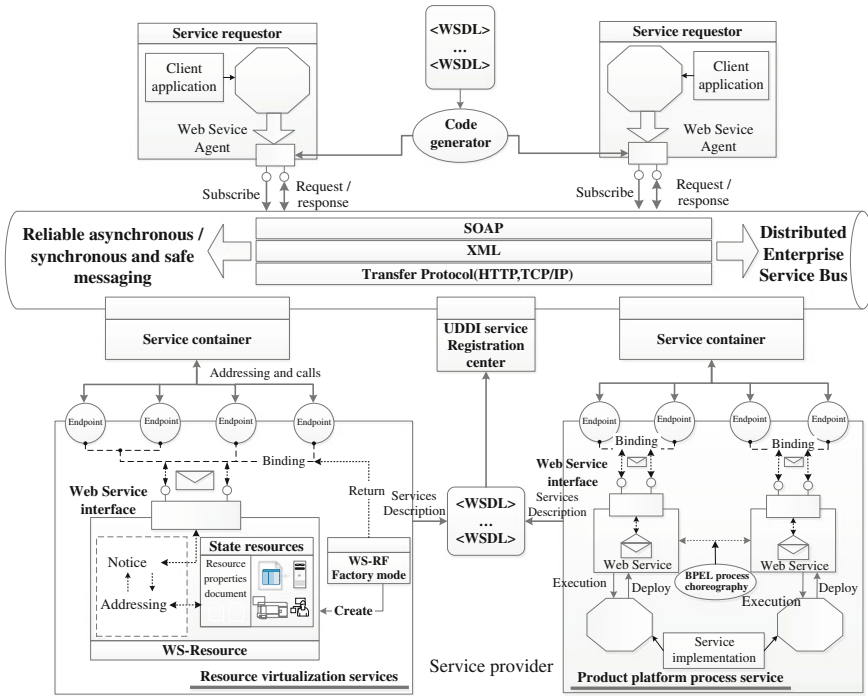 Service requestor
Client
application
Web Service
Agent
Subscribe
Request /
response
<WSDL>
...
<WSDL>
Code
generator
Service requestor
Client
application
Web Service
Agent
Subscribe
Request /
response
Reliable asynchronous /
synchronous and safe
messaging
SOAP
XML
Transfer Protocol(HTTP,TCP/IP)
Distributed
Enterprise
Service Bus
Service container
UDDI service
Registration
center
Service container
Addressing and calls
Endpoint
Endpoint
Endpoint
Endpoint
Binding
Web Service
interface
Return
Notice
Addressing
State resources
Resource
properties
document
WS-RF
Factory mode
Create
WS-Resource
Resource virtualization services
Services
Description
<WSDL>
...
<WSDL>
Services
Description
Service provider
Endpoint
Endpoint
Endpoint
Endpoint
Binding
Binding
Web Service
interface
Web Service
Web Service
BPEL process
choreography
Execution
Deploy
Execution
Deploy
Service
implementation
Product platform process service